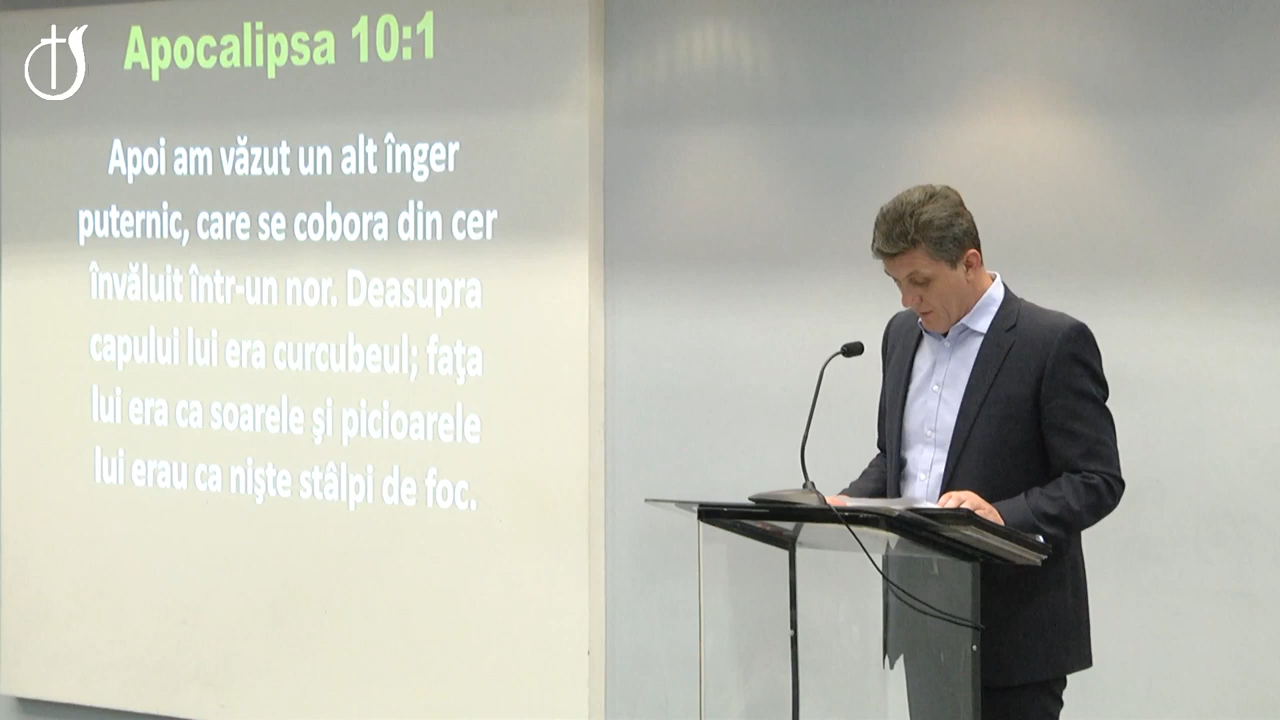 Apocalipsa 10:1
Apoi am văzut un alt înger
puternic, care se cobora din cer
învăluit într-un nor. Deasupra
capului lui era curcubeul; faţa
lui era ca soarele şi picioarele
lui erau ca nişte stâlpi de foc.